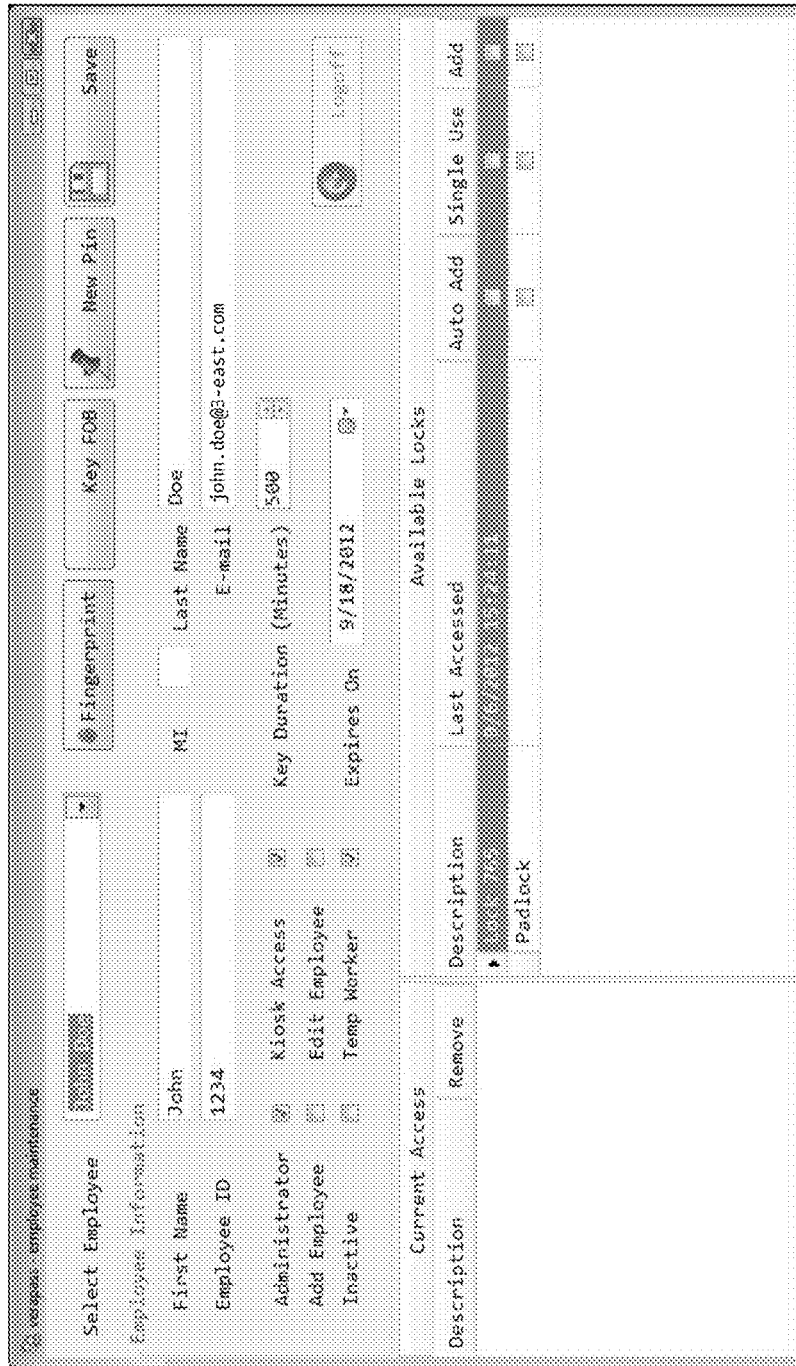 verapass - employee maintenance
Select Employee
Fingerprint Key FOB New Pin Save
Employee Information
First Name John MI Last Name Doe
Employee ID 1234 E-mail john.doe@3-east.com
Administrator Kiosk Access Key Duration (Minutes) 500
Add Employee Edit Employee
Inactive Temp Worker Expires On 9/18/2012
Logoff
Current Access Available Locks
Description Remove Description Last Accessed Auto Add Single Use Add
Padlock